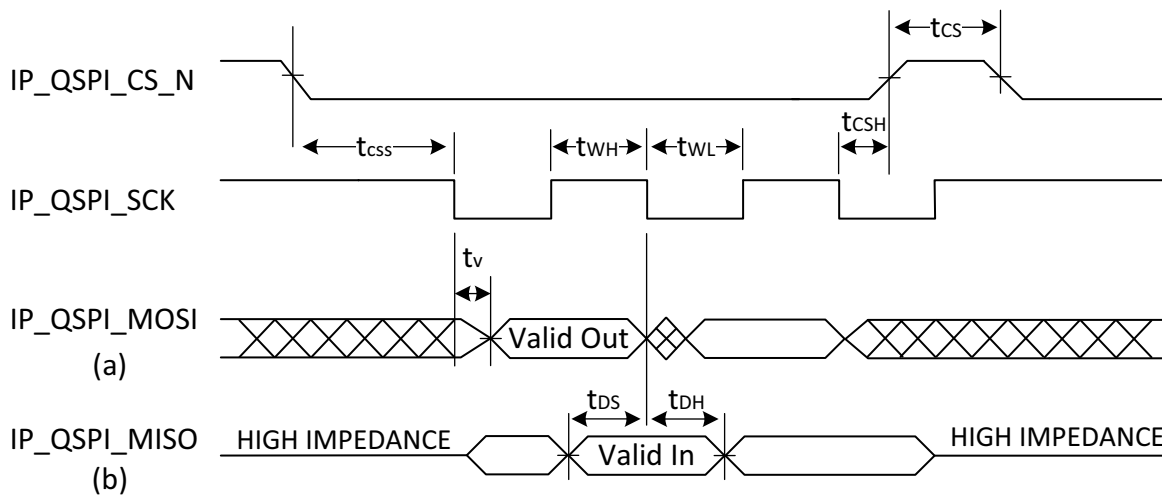 tCS
IP_QSPI_CS_N
tCSH
tcss
tWH
tWL
IP_QSPI_SCK
tv
IP_QSPI_MOSI
(a)
Valid Out
tDS
tDH
IP_QSPI_MISO
(b)
HIGH IMPEDANCE
Valid In
HIGH IMPEDANCE